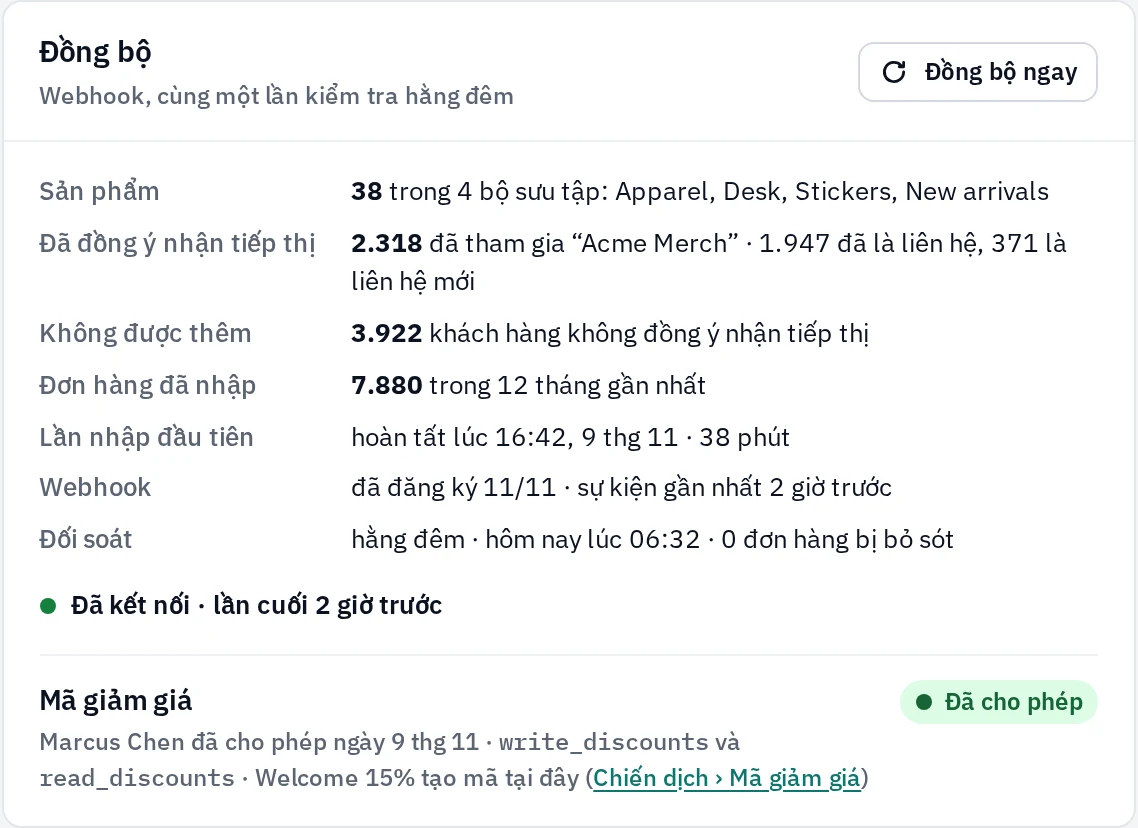 Đồng bộ
Webhook, cùng một lần kiểm tra hằng đêm
Đồng bộ ngay
Sản phẩm
38 trong 4 bộ sưu tập: Apparel, Desk, Stickers, New arrivals
Đã đồng ý nhận tiếp thị
2.318 đã tham gia “Acme Merch” · 1.947 đã là liên hệ, 371 là
liên hệ mới
Không được thêm
3.922 khách hàng không đồng ý nhận tiếp thị
Đơn hàng đã nhập
7.880 trong 12 tháng gần nhất
Lần nhập đầu tiên
hoàn tất lúc 16:42, 9 thg 11 · 38 phút
Webhook
đã đăng ký 11/11 · sự kiện gần nhất 2 giờ trước
Đối soát
hằng đêm · hôm nay lúc 06:32 · 0 đơn hàng bị bỏ sót
Đã kết nối · lần cuối 2 giờ trước
Mã giảm giá
Đã cho phép
Marcus Chen đã cho phép ngày 9 thg 11 · write_discounts và
read_discounts · Welcome 15% tạo mã tại đây (Chiến dịch › Mã giảm giá)